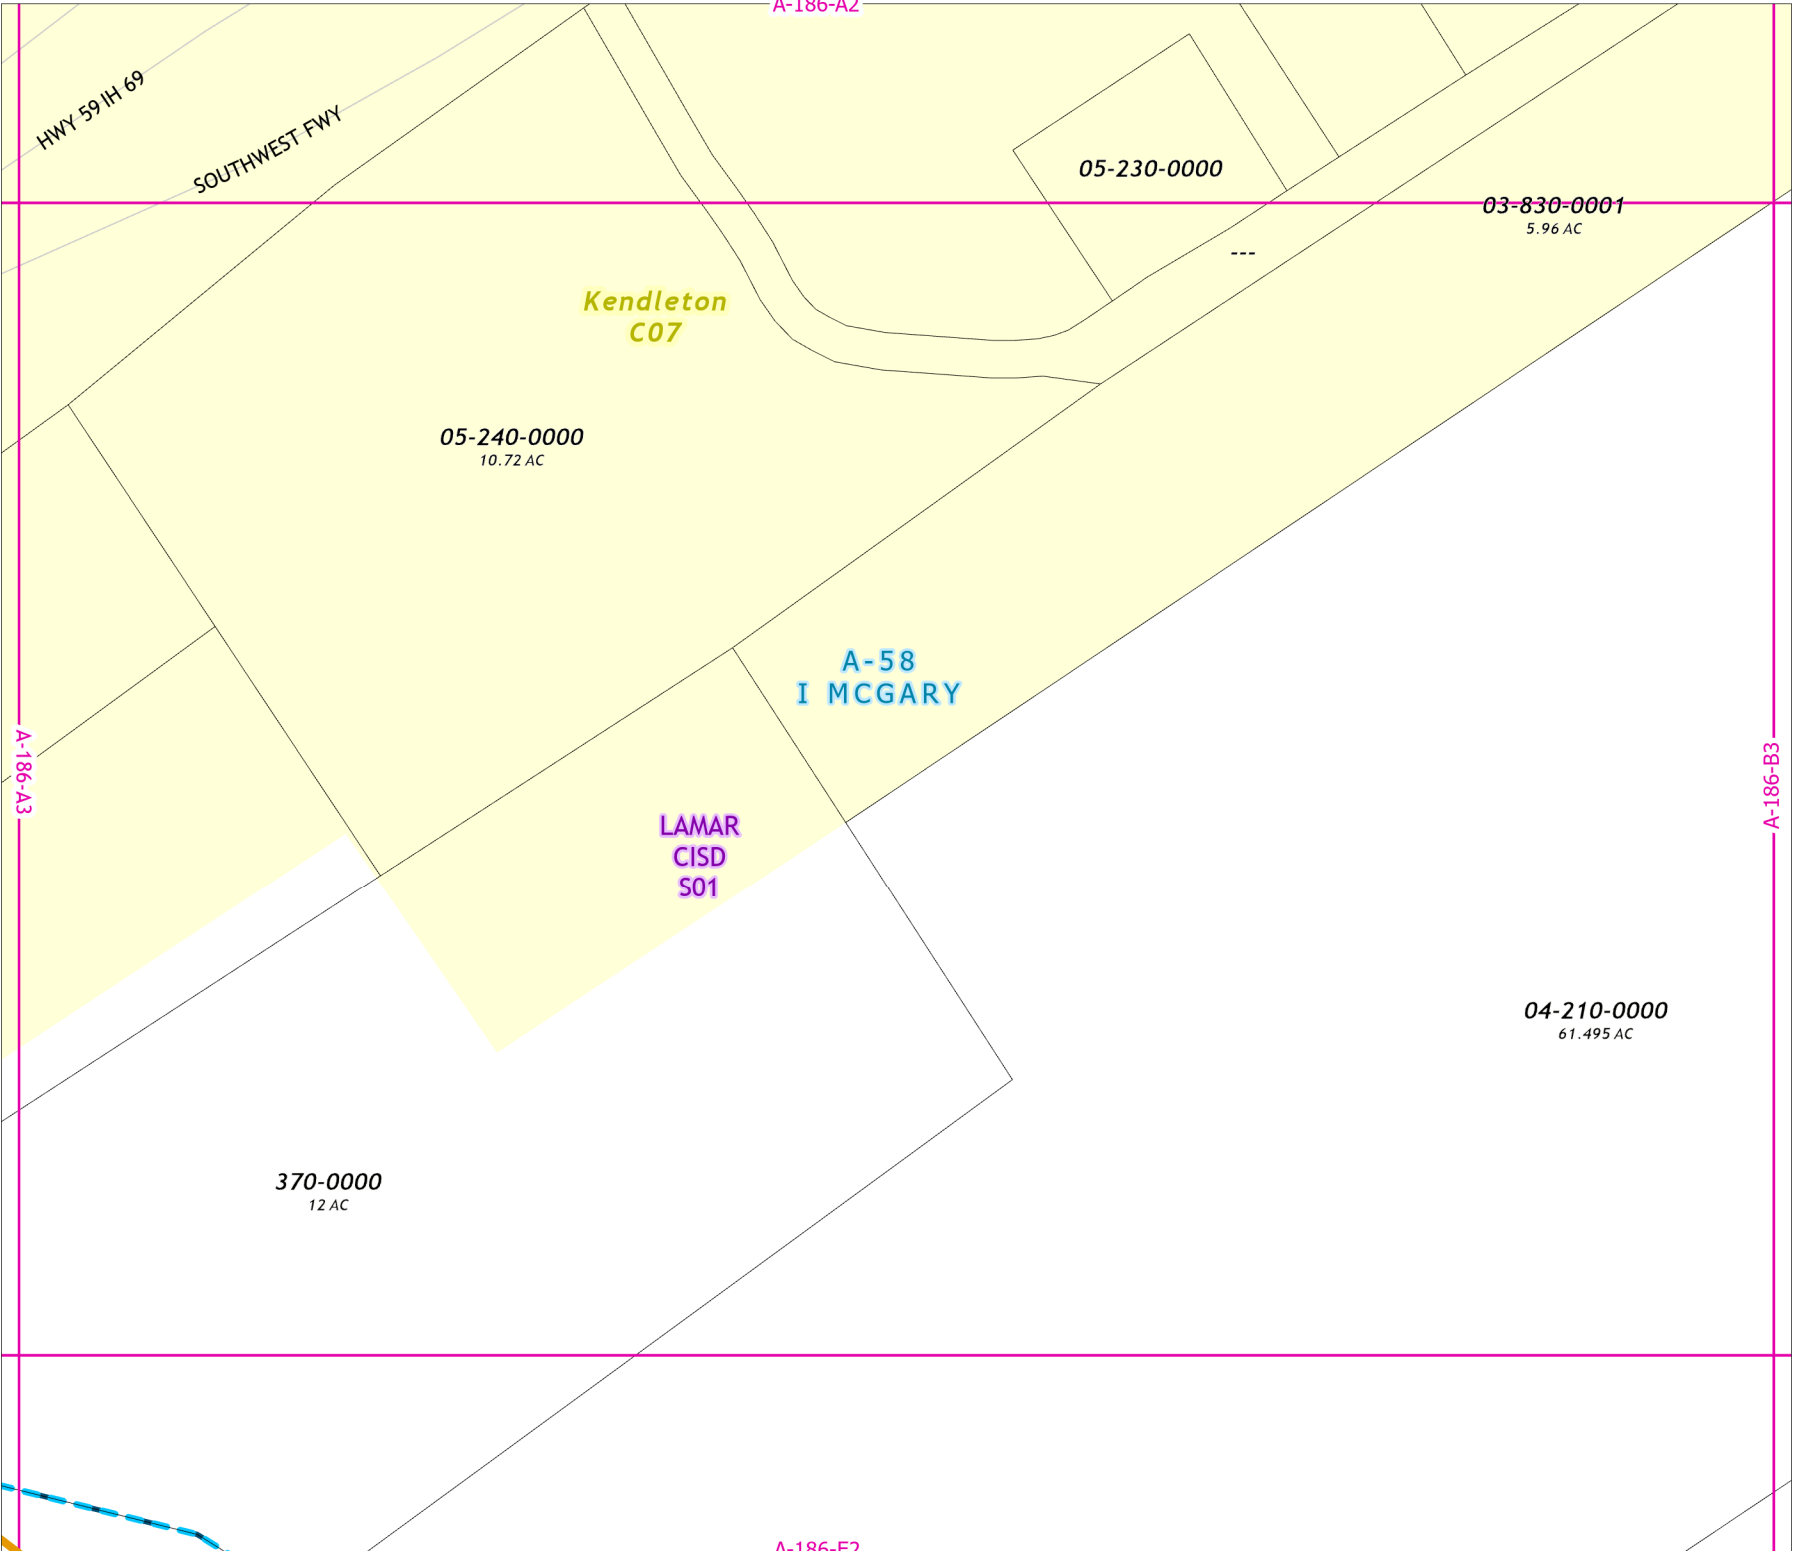 A-186-A2
HWY 59 IH 69
SOUTHWEST FWY
05-230-0000
03-830-0001
5.96 AC
---
Kendleton
C07
05-240-0000
10.72 AC
A-58
I MCGARY
A-186-A3
A-186-B3
LAMAR
CISD
S01
04-210-0000
61.495 AC
370-0000
12 AC